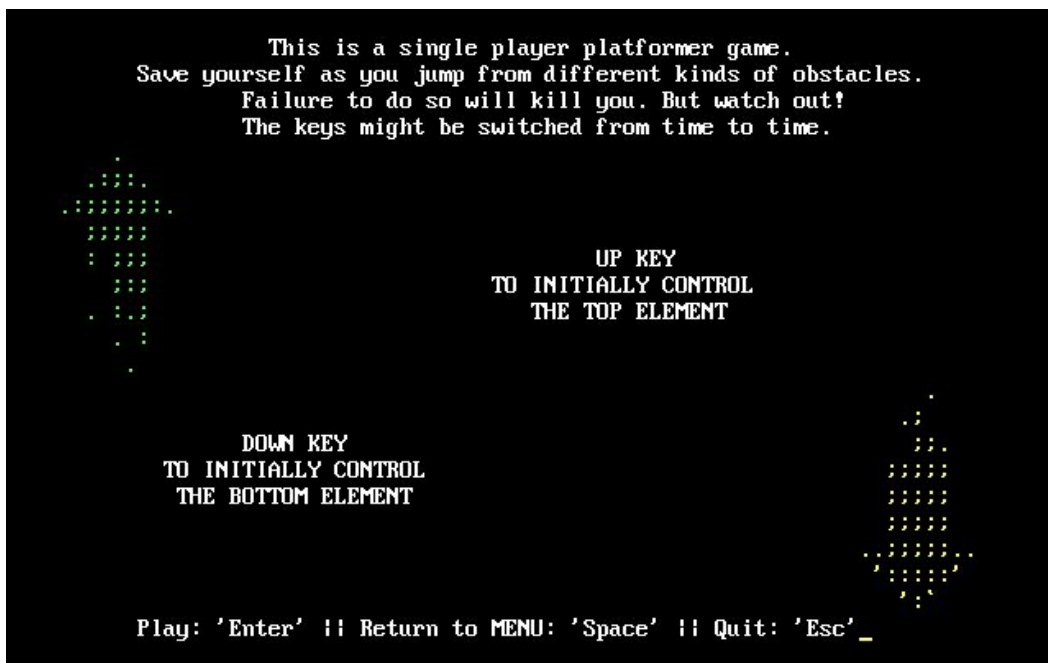 This is a single player platformer game.
Save yourself as you jump from different kinds of obstacles.
Failure to do so will kill you. But watch out!
The keys might be switched from time to time.
UP KEY
TO INITIALLY CONTROL
THE TOP ELEMENT
DOWN KEY
TO INITIALLY CONTROL
THE BOTTOM ELEMENT
Play: 'Enter' || Return to MENU: 'Space' || Quit: 'Esc'_